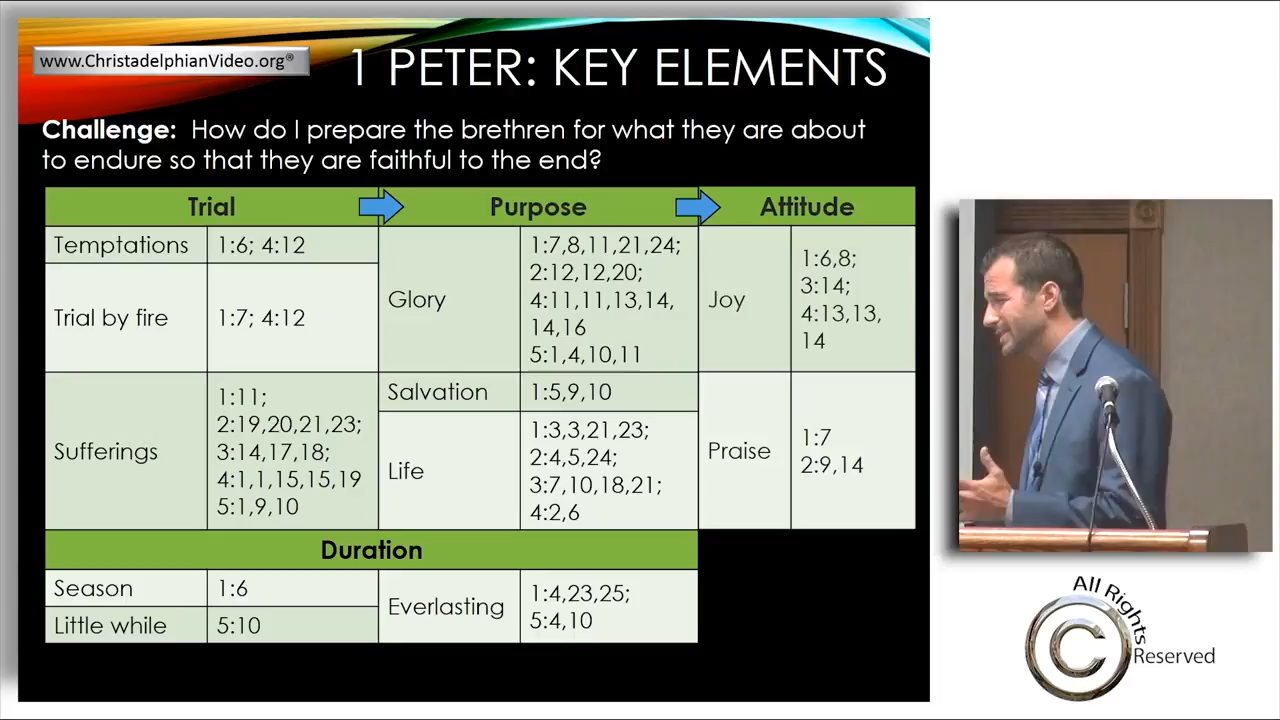 www.ChristadelphianVideo.org®
1 PETER: KEY ELEMENTS
Challenge: How do I prepare the brethren for what they are about
to endure so that they are faithful to the end?
Trial
Purpose
Attitude
Temptations
1:6; 4:12
Trial by fire
1:7; 4:12
Sufferings
1:11;
2:19,20,21,23;
3:14,17,18;
4:1,1,15,15,19
5:1,9,10
Glory
1:7,8,11,21,24;
2:12,12,20;
4:11,11,13,14,
14,16
5:1,4,10,11
Salvation
1:5,9,10
Life
1:3,3,21,23;
2:4,5,24;
3:7,10,18,21;
4:2,6
Joy
1:6,8;
3:14;
4:13,13,
14
Praise
1:7
2:9,14
Duration
Season
1:6
Little while
5:10
Everlasting
1:4,23,25;
5:4,10
All Rights
C
Reserved